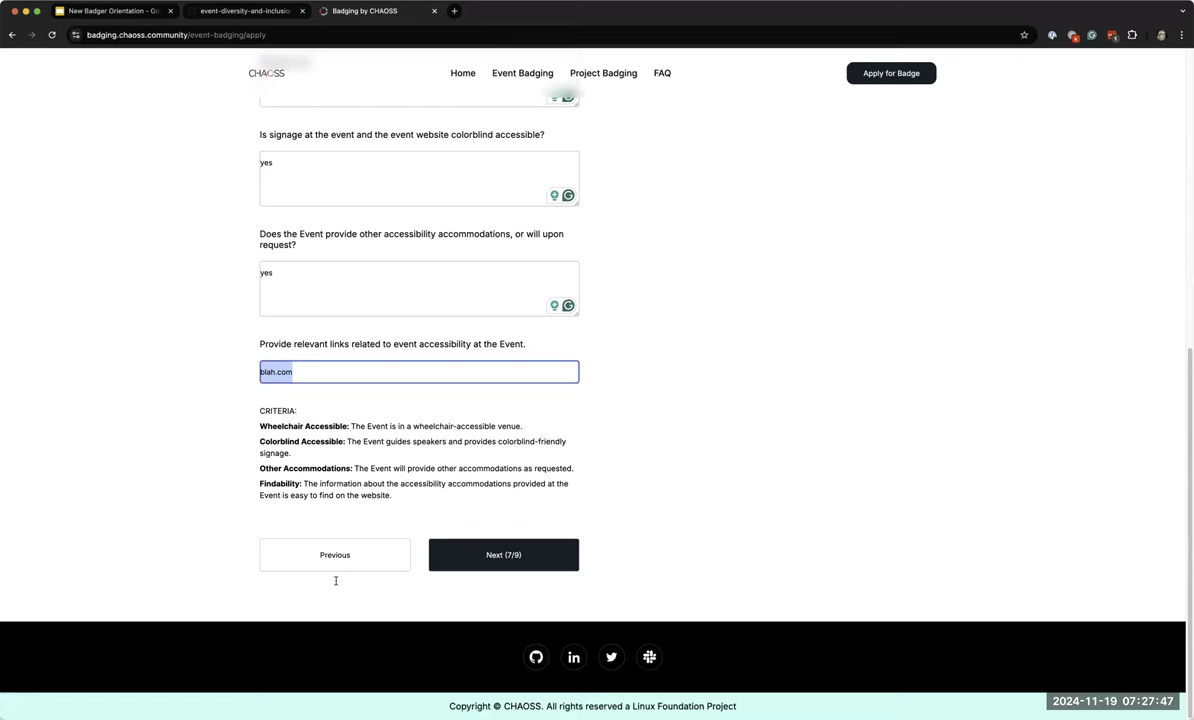 New Badger Orientation - Go
event-diversity-and-inclusio
Badging by CHAOSS
badging.chaoss.community/event-badging/apply
CHAOSS
Home
Event Badging
Project Badging
FAQ
Apply for Badge
Is signage at the event and the event website colorblind accessible?
yes
Does the Event provide other accessibility accommodations, or will upon
request?
yes
Provide relevant links related to event accessibility at the Event.
blah.com
CRITERIA:
Wheelchair Accessible: The Event is in a wheelchair-accessible venue.
Colorblind Accessible: The Event guides speakers and provides colorblind-friendly
signage.
Other Accommodations: The Event will provide other accommodations as requested.
Findability: The information about the accessibility accommodations provided at the
Event is easy to find on the website.
Previous
Next (7/9)
Copyright © CHAOSS. All rights reserved a Linux Foundation Project
2024-11-19 07:27:47